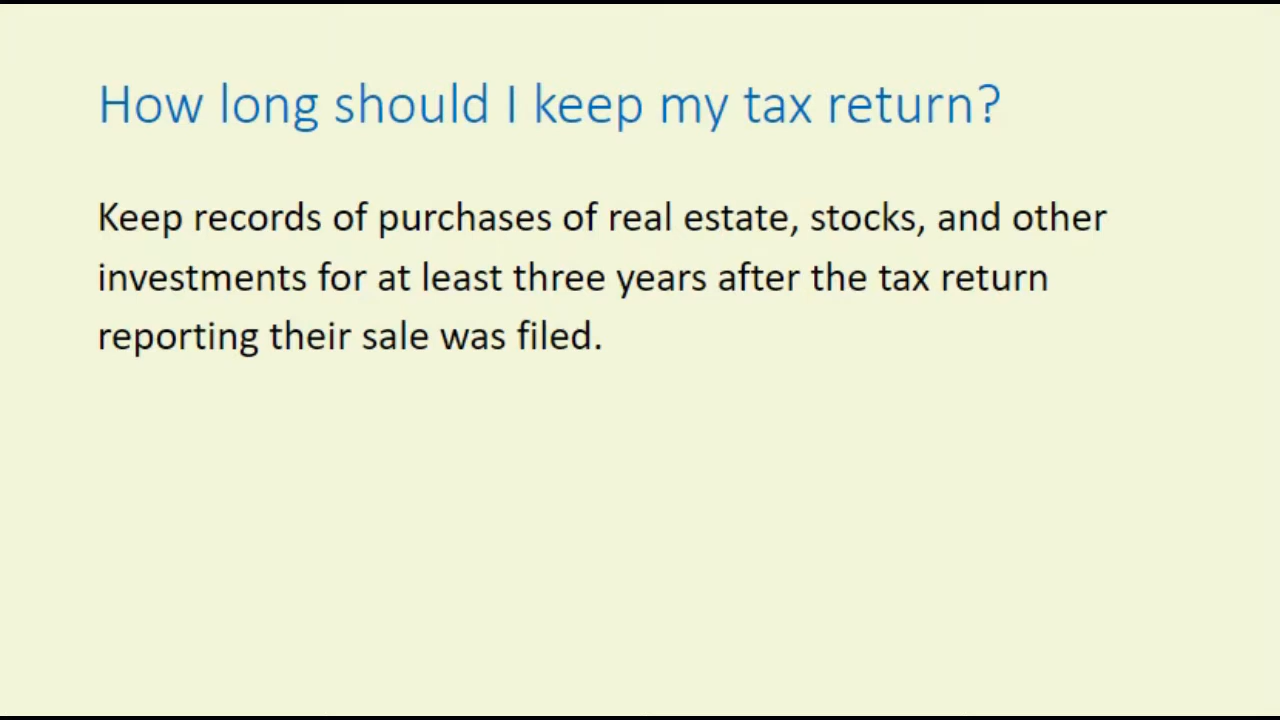 How long should I keep my tax return?
Keep records of purchases of real estate, stocks, and other
investments for at least three years after the tax return
reporting their sale was filed.